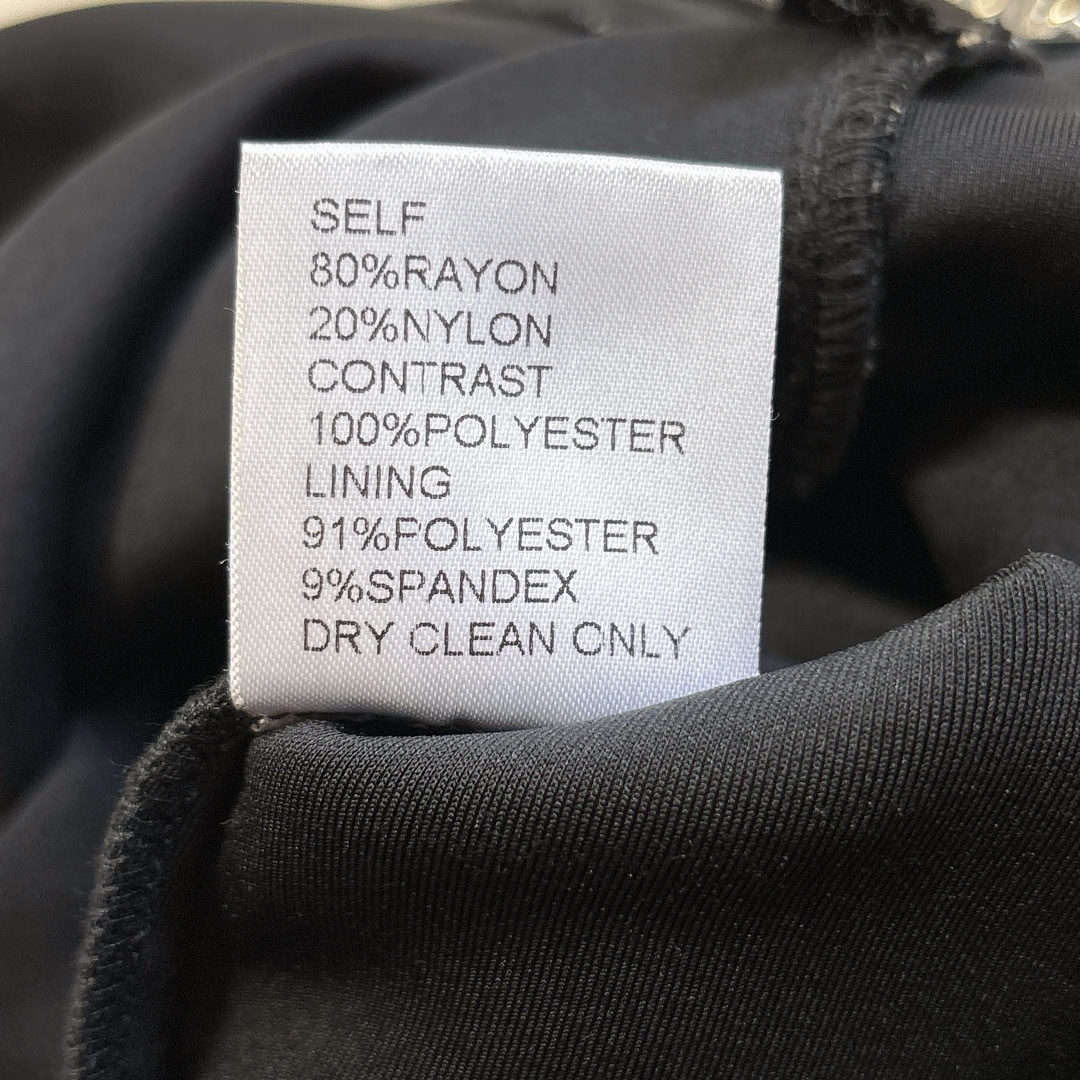 SELF
80%RAYON
20%NYLON
CONTRAST
100%POLYESTER
LINING
91%POLYESTER
9%SPANDEX
DRY CLEAN ONLY